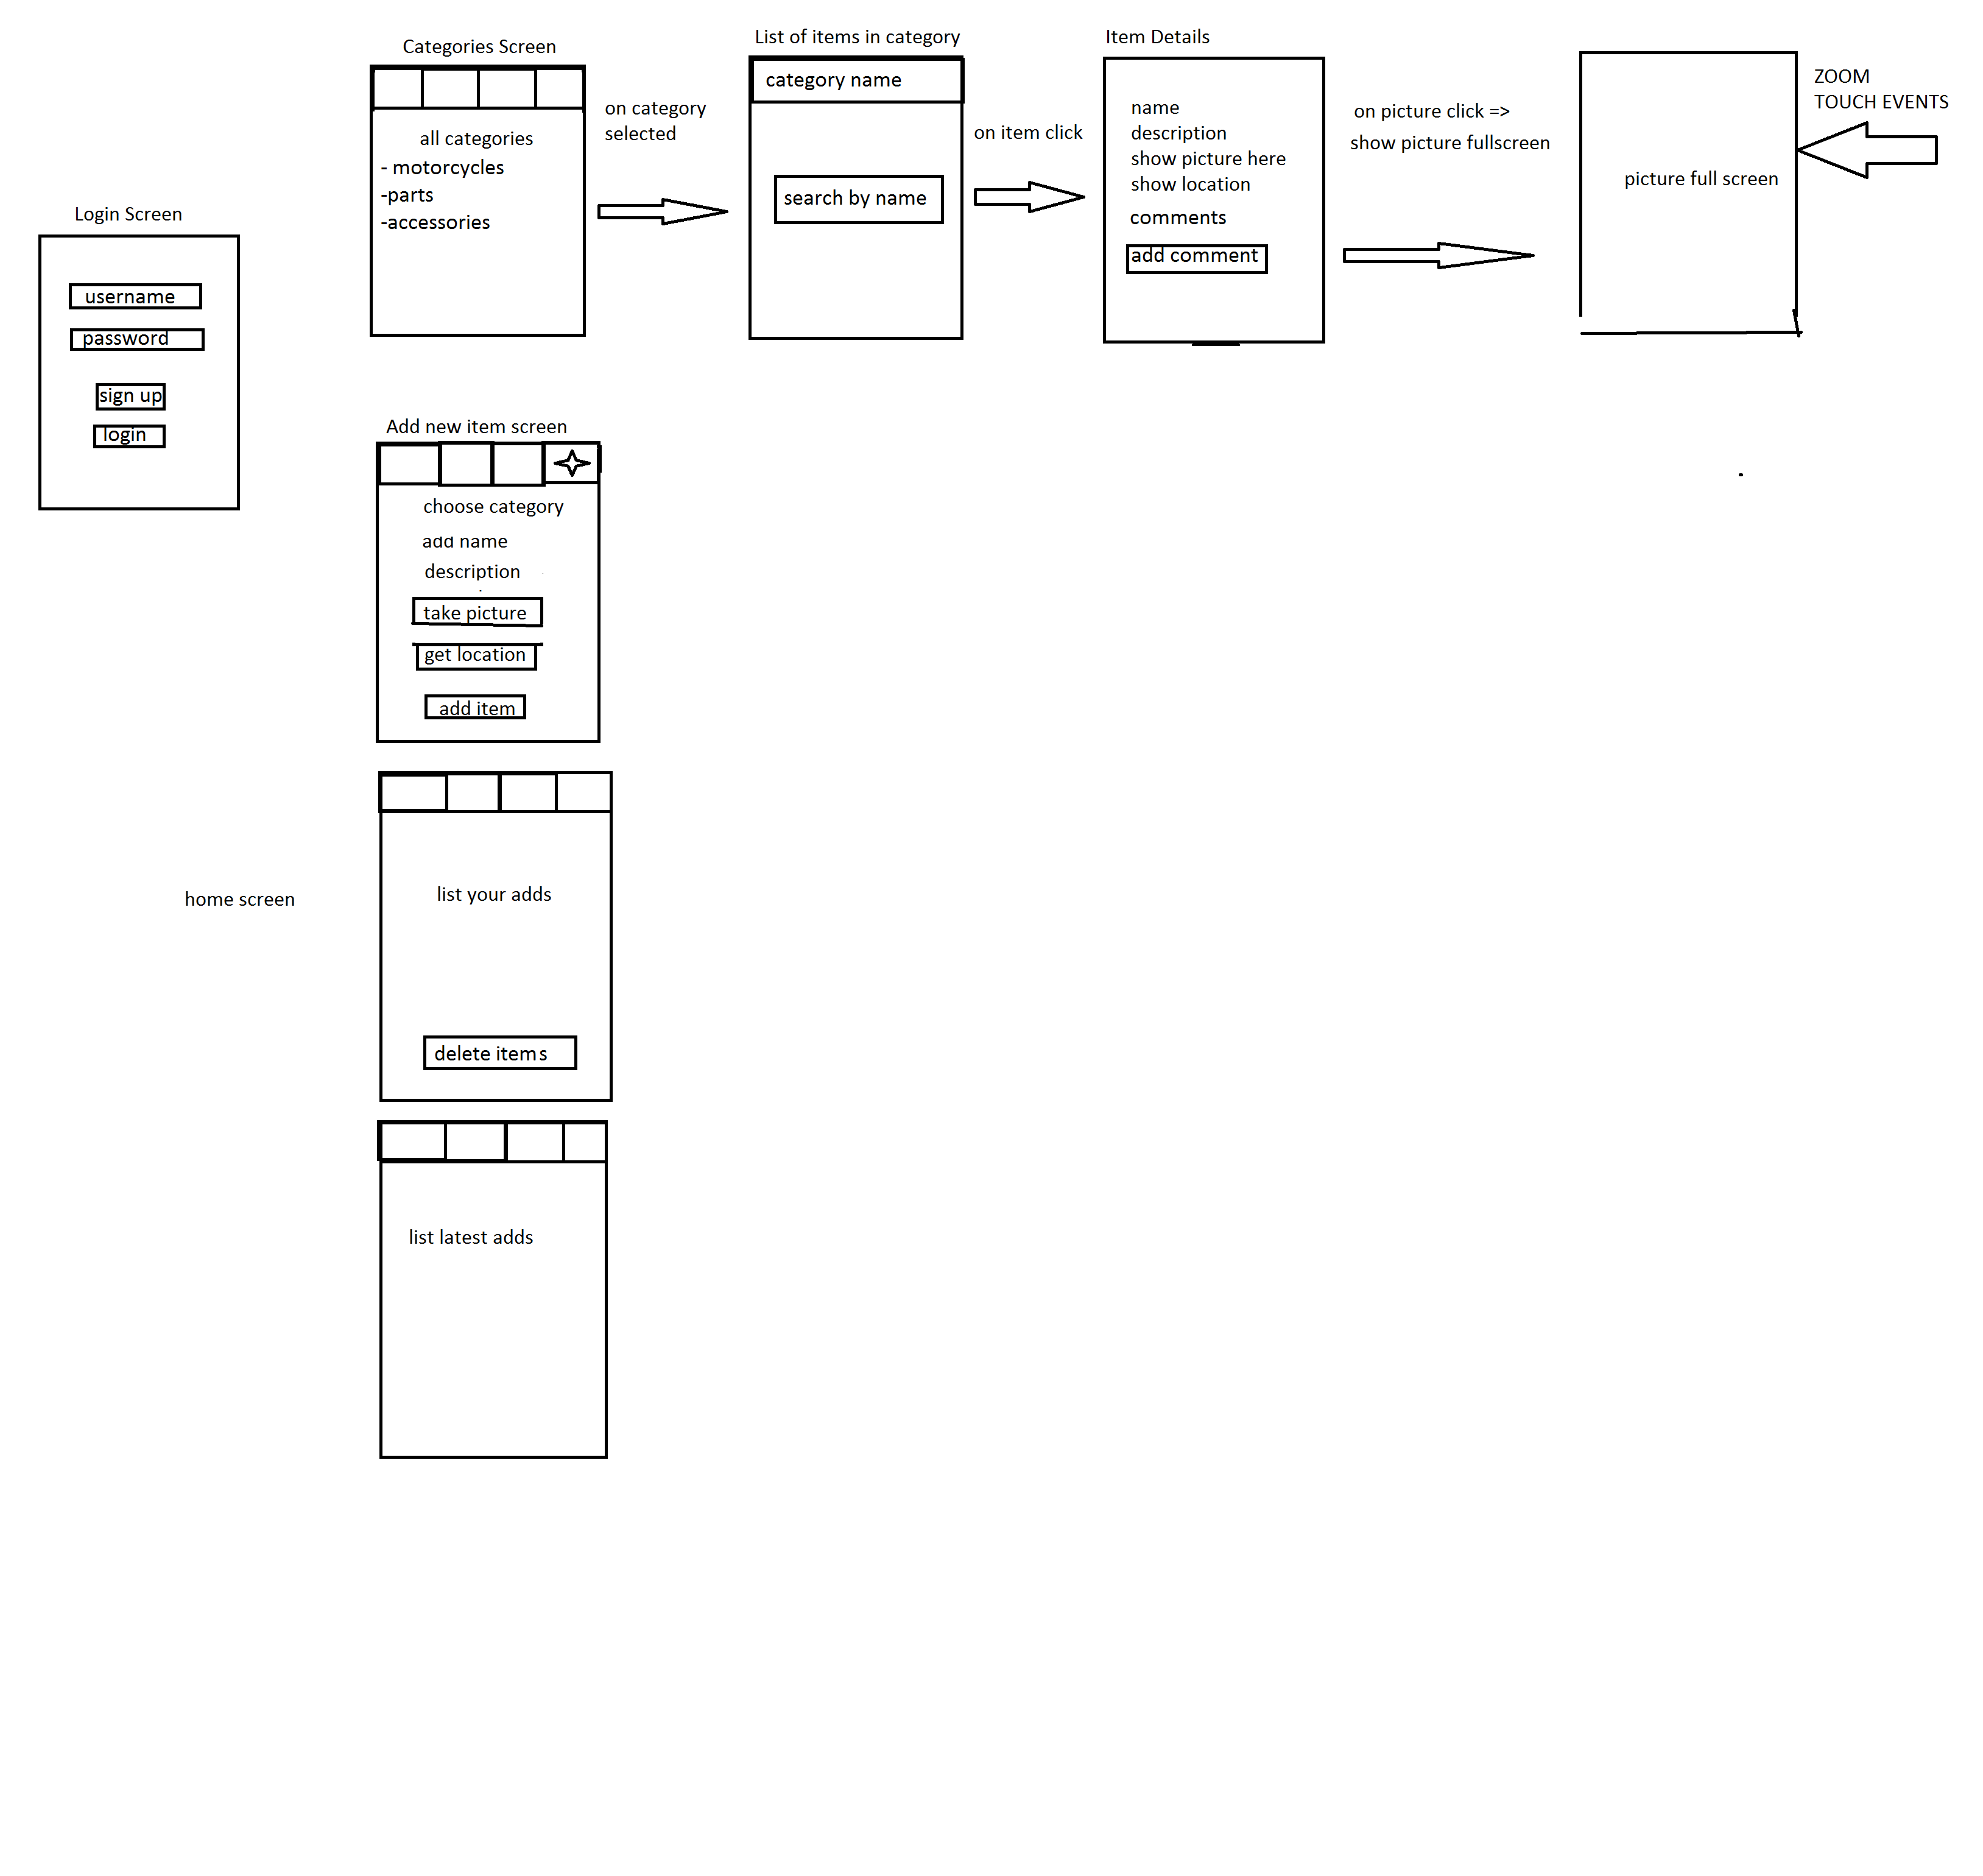 Login Screen
username
password
sign up
login
Categories Screen
all categories
- motorcycles
-parts
-accessories
on category
selected
List of items in category
category name
search by name
on item click
Item Details
name
description
show picture here
show location
comments
add comment
on picture click =>
show picture fullscreen
picture full screen
ZOOM
TOUCH EVENTS
Add new item screen
choose category
add name
description
take picture
get location
add item
home screen
list your adds
delete items
list latest adds